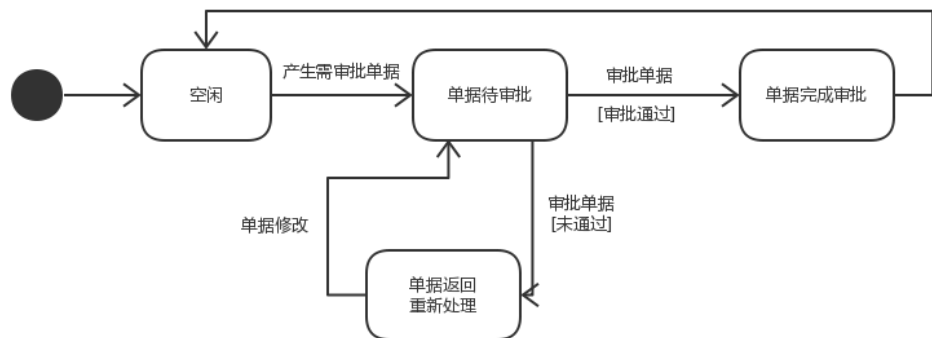 空闲
产生需审批单据
单据待审批
审批单据
[审批通过]
单据完成审批
单据修改
审批单据
[未通过]
单据返回
重新处理